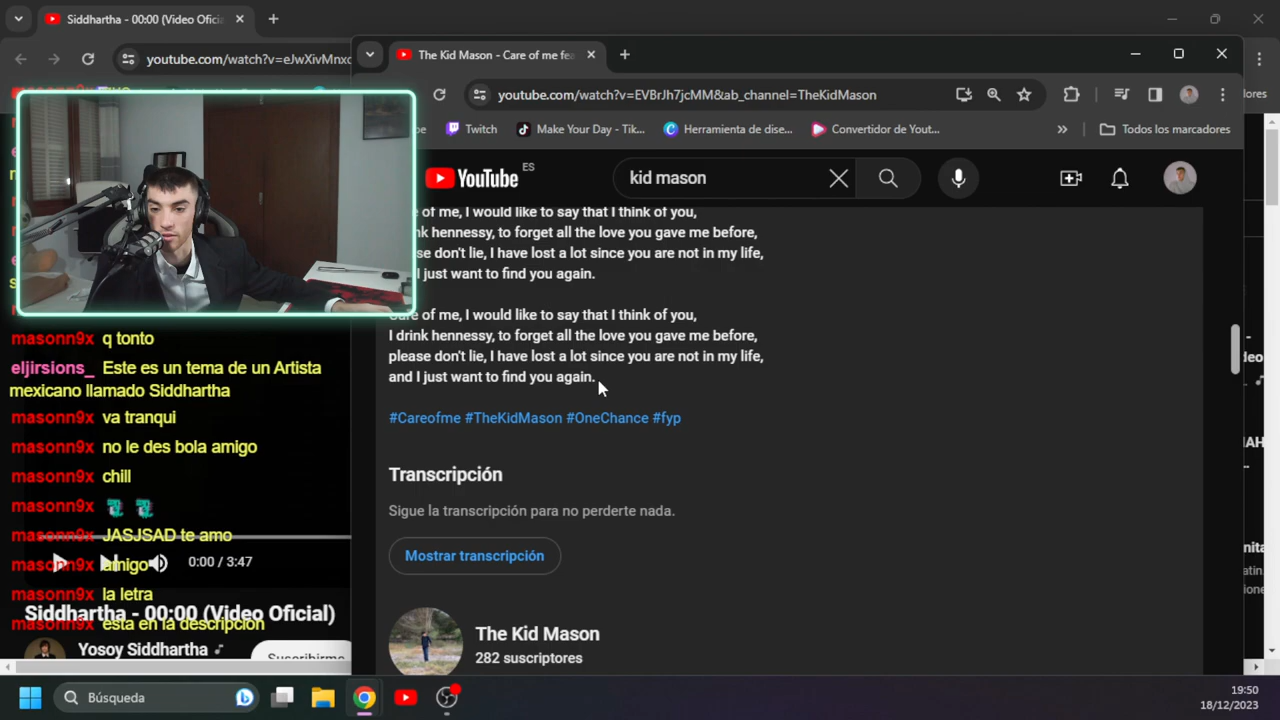 Siddhartha - 00:00 (Video Ofici
youtube.com/watch?v=eJwXivMnxc
The Kid Mason - Care of me fea
youtube.com/watch?v=EVBrJh7jcMM&ab_channel=TheKidMason
Twitch
Make Your Day - Tik...
Herramienta de dise...
Convertidor de Yout...
»
Todos los marcadores
YouTube ES
kid mason
of me, I would like to say that I think of you,
hennessy, to forget all the love you gave me before,
don't lie, I have lost a lot since you are not in my life,
I just want to find you again.
Care of me, I would like to say that I think of you,
I drink hennessy, to forget all the love you gave me before,
please don't lie, I have lost a lot since you are not in my life,
and I just want to find you again.
#Careofme #TheKidMason #OneChance #fyp
Transcripción
Sigue la transcripción para no perderte nada.
Mostrar transcripción
The Kid Mason
282 suscriptores
masonn9x q tonto
eljirsions_ Este es un tema de un Artista
mexicano llamado Siddhartha
masonn9x va tranqui
masonn9x no le des bola amigo
masonn9x chill
masonn9x
masonn9x JASJSAD te amo
masonn9x amigo
0:00 / 3:47
masonn9x la letra
Siddhartha - 00:00 (Video Oficial)
masonn9x esta en la descripcion
Yosoy Siddhartha
Suscribirme
Búsqueda
19:50
18/12/2023